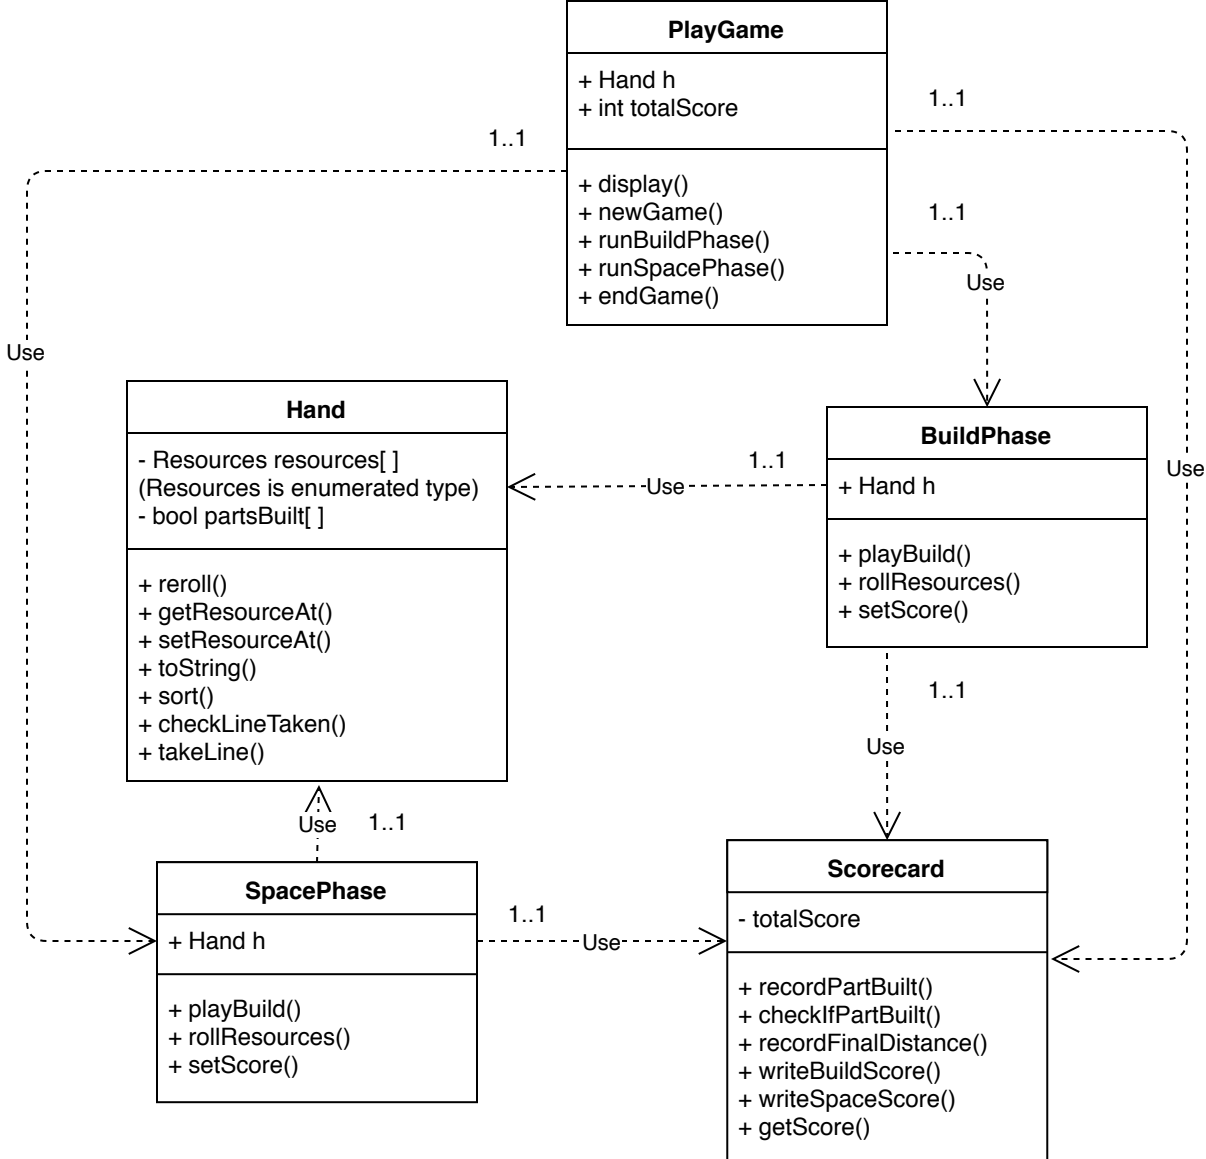 PlayGame
+ Hand h
+ int totalScore
1..1
1..1
+ display()
+ newGame()
+ runBuildPhase()
+ runSpacePhase()
+ endGame()
1..1
Use
Use
Hand
- Resources resources[ ]
(Resources is enumerated type)
- bool partsBuilt[ ]
+ reroll()
+ getResourceAt()
+ setResourceAt()
+ toString()
+ sort()
+ checkLineTaken()
+ takeLine()
1..1
Use
BuildPhase
+ Hand h
+ playBuild()
+ rollResources()
+ setScore()
Use
1..1
Use
Use
1..1
SpacePhase
+ Hand h
+ playBuild()
+ rollResources()
+ setScore()
1..1
Use
Scorecard
- totalScore
+ recordPartBuilt()
+ checkIfPartBuilt()
+ recordFinalDistance()
+ writeBuildScore()
+ writeSpaceScore()
+ getScore()